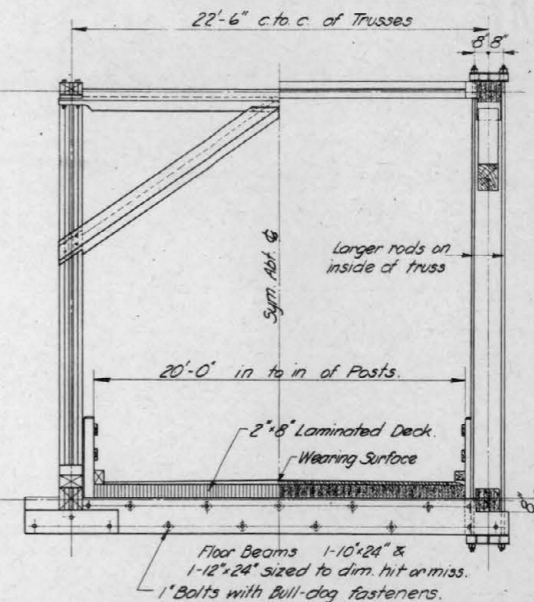 22'-6" c. to c. of Trusses
8" 8"
Larger rods on
inside of truss
Sym. Abt. ℄
20'-0" in to in of Posts.
2"x8" Laminated Deck.
Wearing Surface
8"
Floor Beams 1-10"x24" &
1-12"x24" sized to dim. hit or miss.
1" Bolts with Bull-dog fasteners.